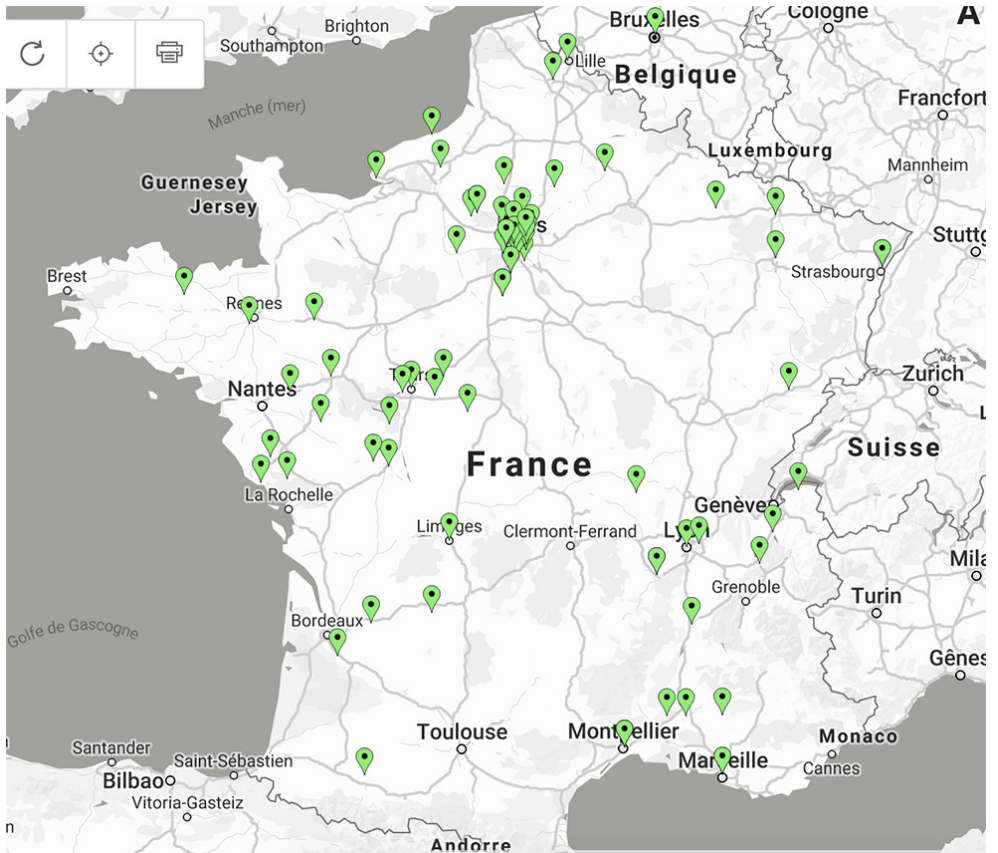 A
Cologne
Brighton
Bruxelles
Southampton
Lille
Belgique
Francfort
Manche (mer)
Luxembourg
Mannheim
Guernesey
Jersey
s
Brest
Strasbourg
Rennes
Zurich
Nantes
Suisse
France
La Rochelle
Genève
Limoges
Clermont-Ferrand
Lyon
Grenoble
Turin
Bordeaux
Golfe de Gascogne
Gênes
Toulouse
Montpellier
Monaco
Santander
Saint-Sébastien
Marseille
Cannes
Bilbao
Vitoria-Gasteiz
n
Andorre